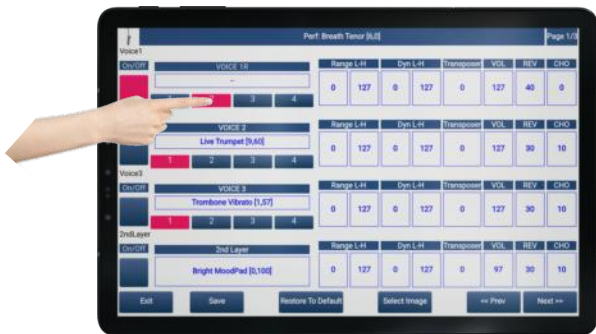 Perf: Breath Tenor [6,0] Page 1/3
Voice1
On/Off VOICE 1R Range L-H Dyn L-H Transposer VOL REV CHO
-- 0 127 0 127 0 127 40 0
1 2 3 4
VOICE 2 Range L-H Dyn L-H Transposer VOL REV CHO
Live Trumpet [9,60] 0 127 0 127 0 127 30 10
1 2 3 4
Voice3
On/Off VOICE 3 Range L-H Dyn L-H Transposer VOL REV CHO
Trombone Vibrato [1,57] 0 127 0 127 0 127 30 10
1 2 3 4
2ndLayer
On/Off 2nd Layer Range L-H Dyn L-H Transposer VOL REV CHO
Bright MoodPad [0,100] 0 127 0 127 0 97 30 10
Exit Save Restore To Default Select Image << Prev Next >>